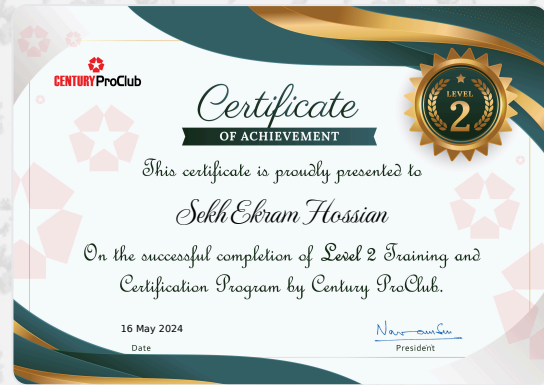 CENTURY ProClub
Certificate
OF ACHIEVEMENT
LEVEL
2
This certificate is proudly presented to
Sekh Ekram Hossian
On the successful completion of Level 2 Training and
Certification Program by Century ProClub.
16 May 2024
Date
President